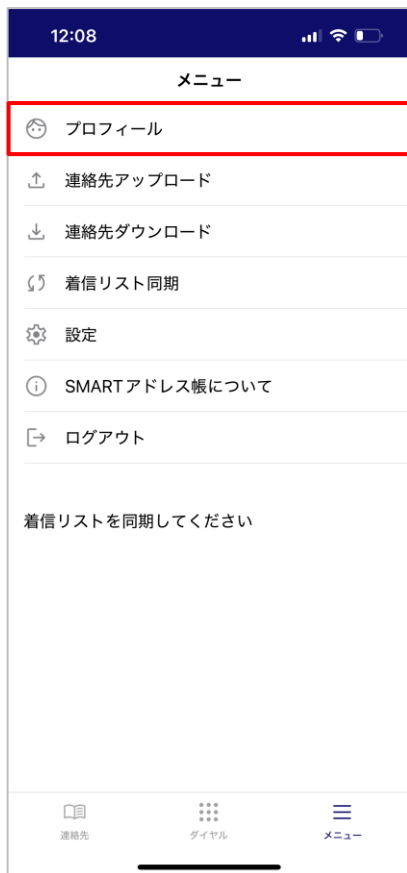 12:08
メニュー
プロフィール
連絡先アップロード
連絡先ダウンロード
着信リスト同期
設定
SMARTアドレス帳について
ログアウト
着信リストを同期してください
連絡先 ダイヤル メニュー